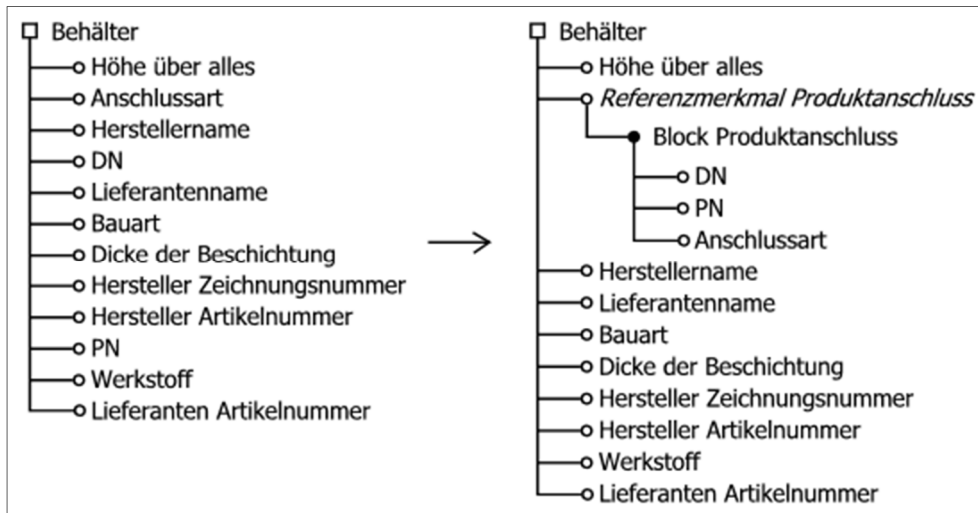 Behälter
Höhe über alles
Anschlussart
Herstellername
DN
Lieferantenname
Bauart
Dicke der Beschichtung
Hersteller Zeichnungsnummer
Hersteller Artikelnummer
PN
Werkstoff
Lieferanten Artikelnummer
Behälter
Höhe über alles
Referenzmerkmal Produktanschluss
Block Produktanschluss
DN
PN
Anschlussart
Herstellername
Lieferantenname
Bauart
Dicke der Beschichtung
Hersteller Zeichnungsnummer
Hersteller Artikelnummer
Werkstoff
Lieferanten Artikelnummer